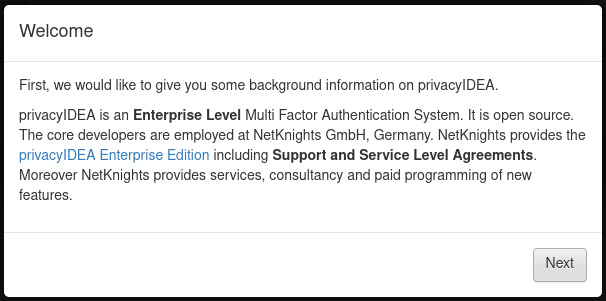 Welcome
First, we would like to give you some background information on privacyIDEA.
privacyIDEA is an Enterprise Level Multi Factor Authentication System. It is open source.
The core developers are employed at NetKnights GmbH, Germany. NetKnights provides the
privacyIDEA Enterprise Edition including Support and Service Level Agreements.
Moreover NetKnights provides services, consultancy and paid programming of new
features.
Next